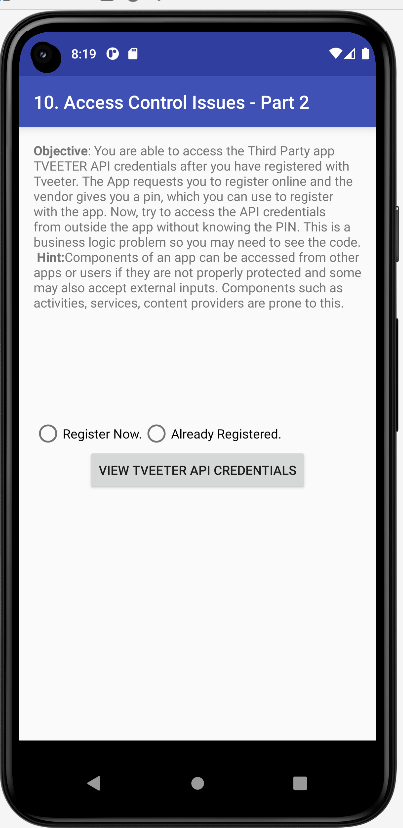 8:19
10. Access Control Issues - Part 2
Objective: You are able to access the Third Party app
TVEETER API credentials after you have registered with
Tveeter. The App requests you to register online and the
vendor gives you a pin, which you can use to register
with the app. Now, try to access the API credentials
from outside the app without knowing the PIN. This is a
business logic problem so you may need to see the code.
Hint:Components of an app can be accessed from other
apps or users if they are not properly protected and some
may also accept external inputs. Components such as
activities, services, content providers are prone to this.
Register Now. Already Registered.
VIEW TVEETER API CREDENTIALS